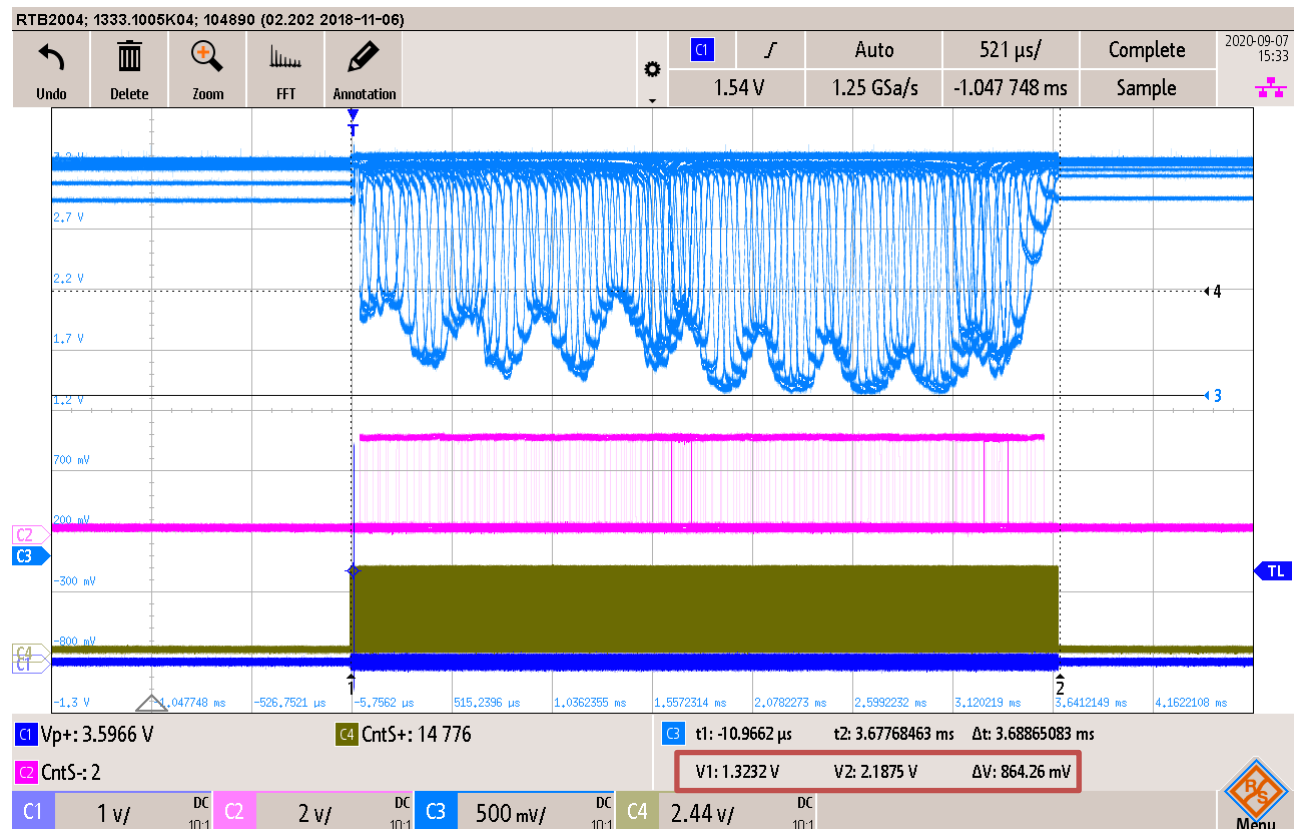 RTB2004; 1333.1005K04; 104890 (02.202 2018-11-06)
Undo Delete Zoom FFT Annotation
C1 Auto 521 µs/ Complete
1.54 V 1.25 GSa/s -1.047 748 ms Sample
2020-09-07
15:33
T
2.7 V
2.2 V
4
1.7 V
3
1.2 V
700 mV
200 mV
C2
C3
-300 mV
TL
-800 mV
C4
C1
1 2
-1.3 V -1.047748 ms -526.7521 µs -5.7562 µs 515.2396 µs 1.0362355 ms 1.5572314 ms 2.0782273 ms 2.5992232 ms 3.120219 ms 3.6412149 ms 4.1622108 ms
C1 Vp+: 3.5966 V C4 CntS+: 14 776 C3 t1: -10.9662 µs t2: 3.67768463 ms Δt: 3.68865083 ms
C2 CntS-: 2 V1: 1.3232 V V2: 2.1875 V ΔV: 864.26 mV
R&S
C1 1 V/ DC 10:1 C2 2 V/ DC 10:1 C3 500 mV/ DC 10:1 C4 2.44 V/ DC 10:1 Menu